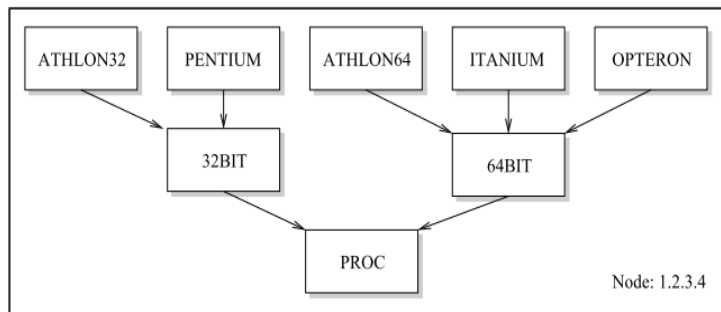 ATHLON32 PENTIUM ATHLON64 ITANIUM OPTERON
32BIT 64BIT
PROC
Node: 1.2.3.4